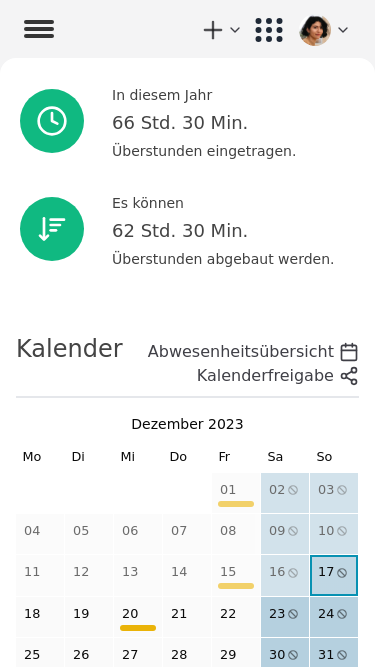 In diesem Jahr
66 Std. 30 Min.
Überstunden eingetragen.
Es können
62 Std. 30 Min.
Überstunden abgebaut werden.
Kalender
Abwesenheitsübersicht
Kalenderfreigabe
Dezember 2023
Mo Di Mi Do Fr Sa So
01 02 03
04 05 06 07 08 09 10
11 12 13 14 15 16 17
18 19 20 21 22 23 24
25 26 27 28 29 30 31